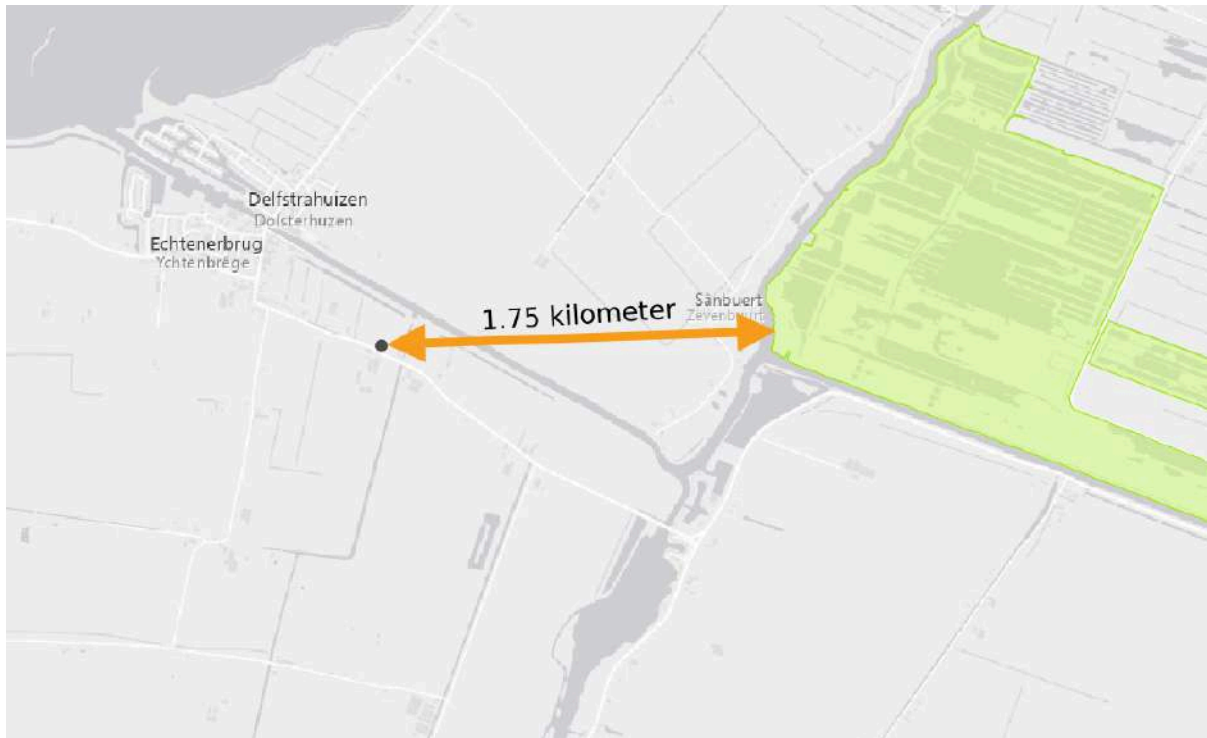 Delfstrahuizen
Dolsterhuzen
Echtenerbrug
Ychtenbrêge
Sânbuert
Zevenbuurt
1.75 kilometer